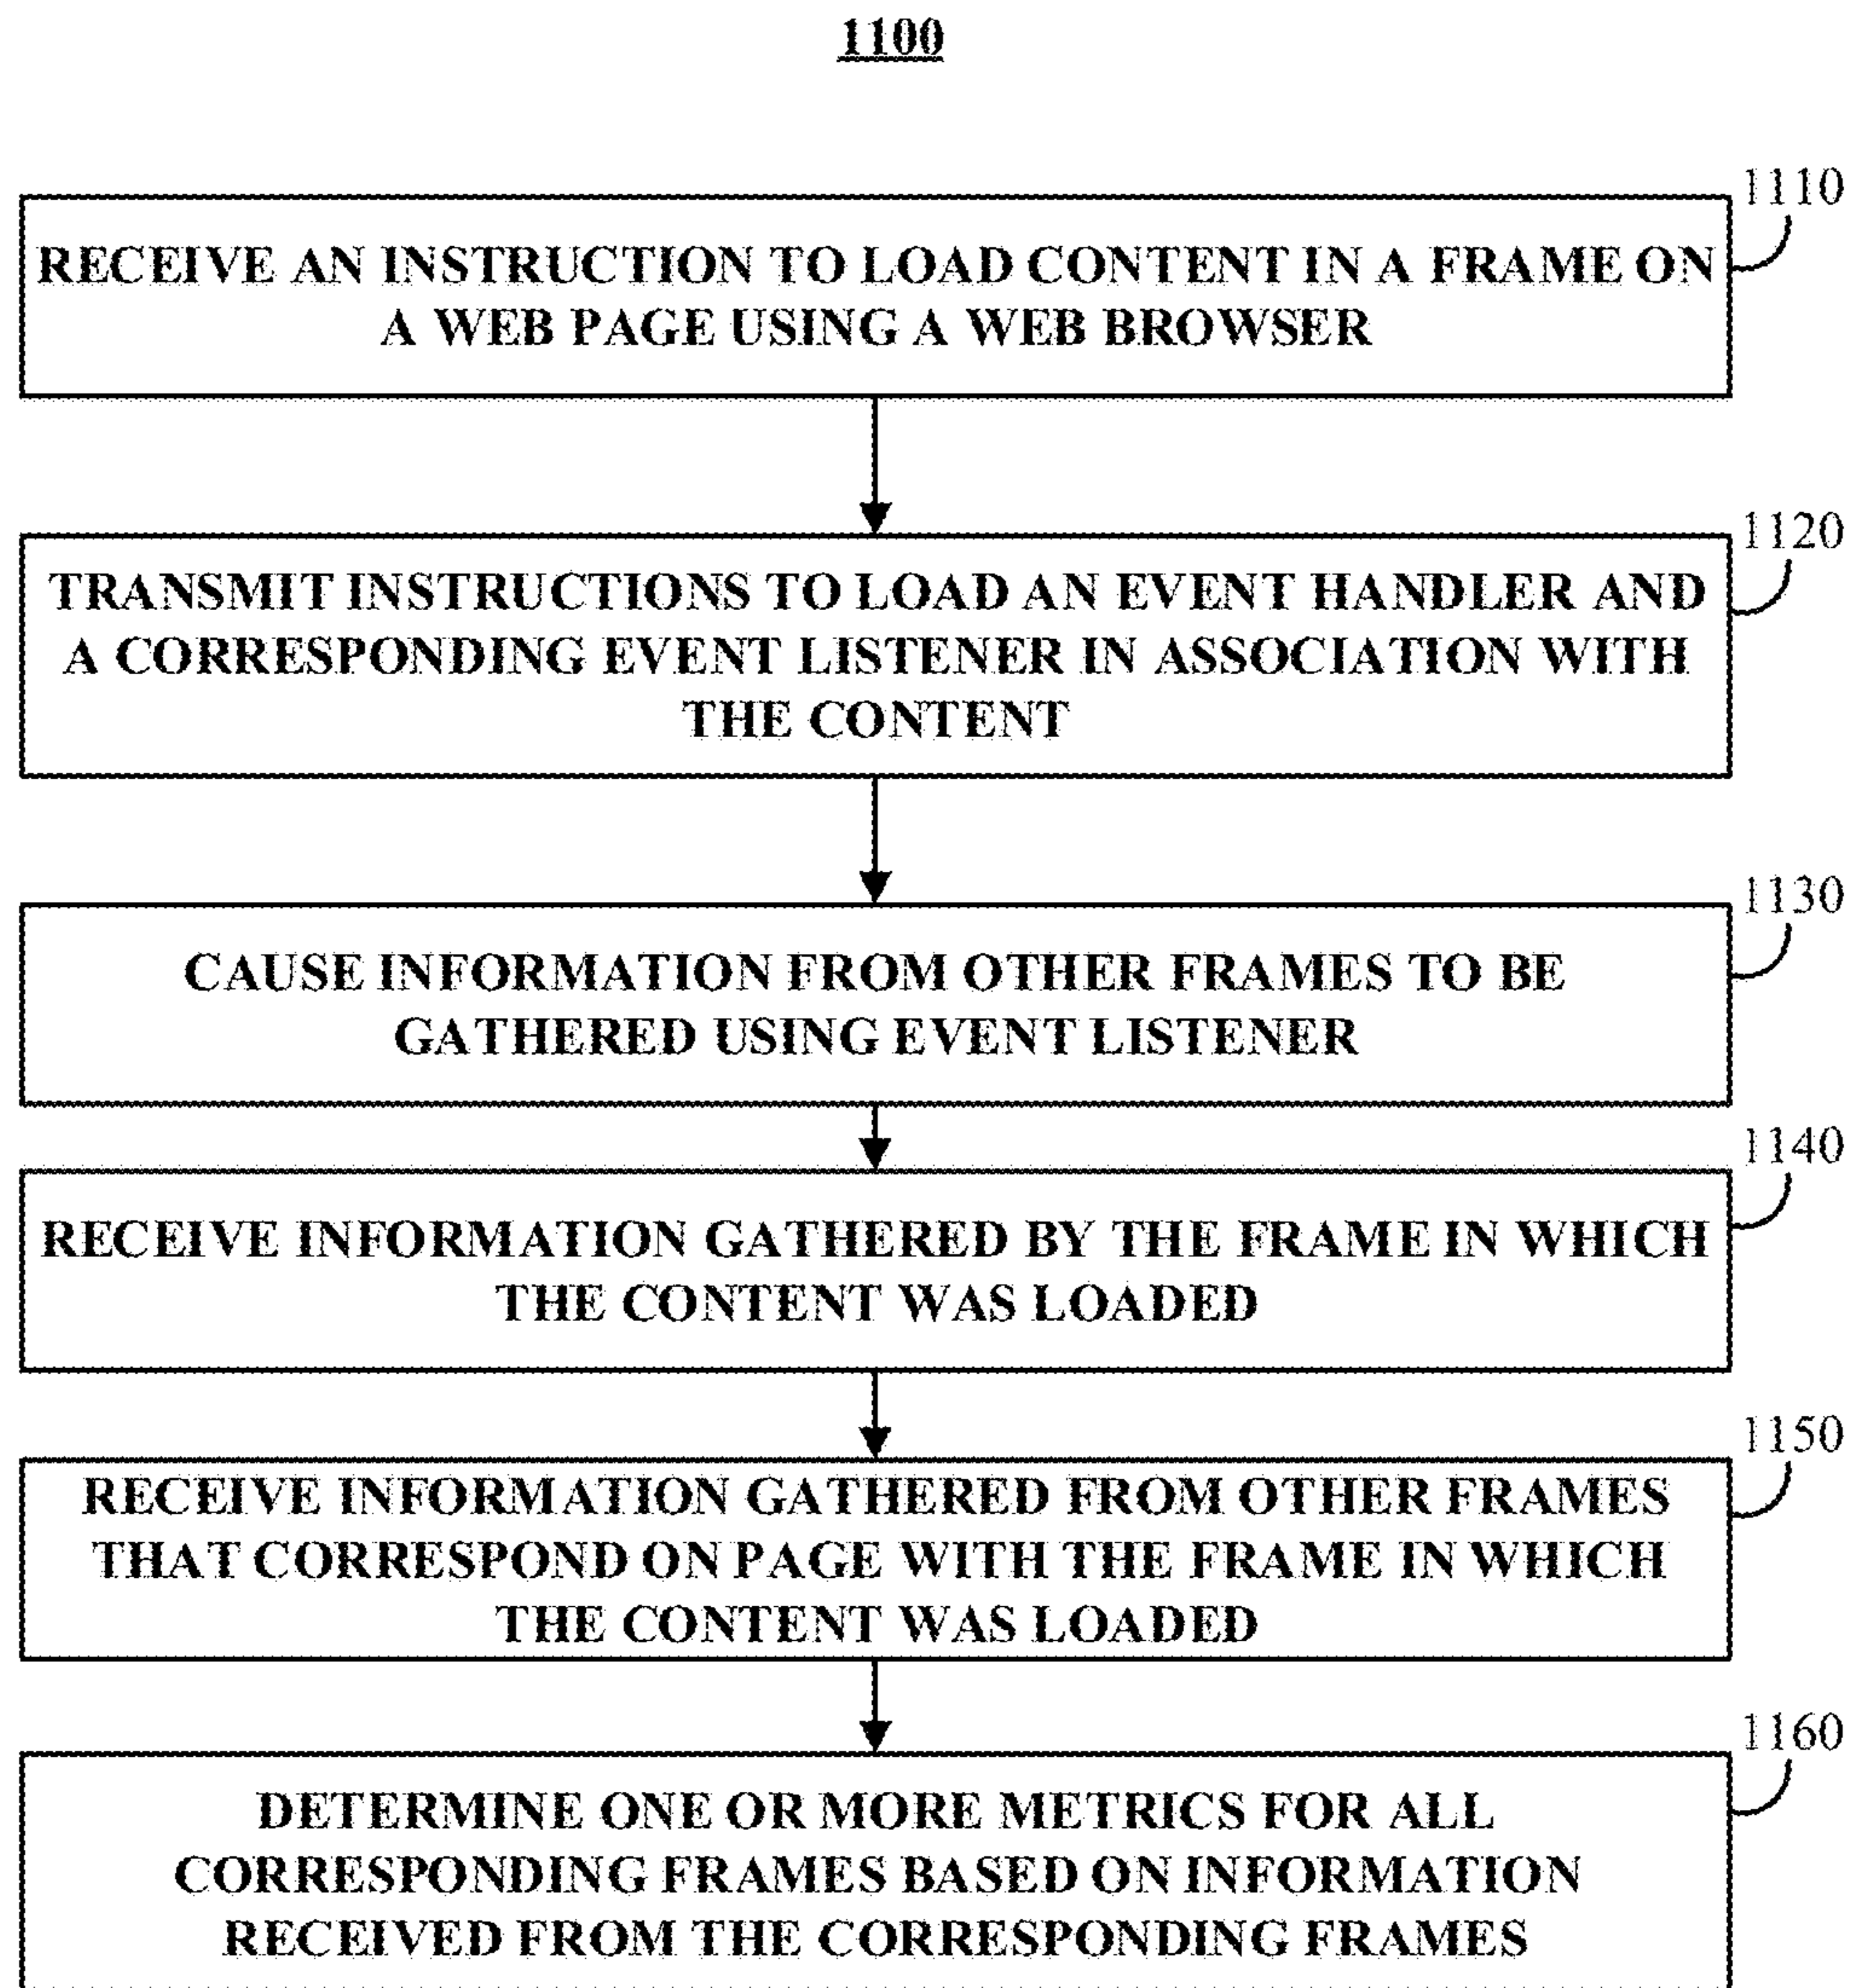 1100
1110
RECEIVE AN INSTRUCTION TO LOAD CONTENT IN A FRAME ON
A WEB PAGE USING A WEB BROWSER
1120
TRANSMIT INSTRUCTIONS TO LOAD AN EVENT HANDLER AND
A CORRESPONDING EVENT LISTENER IN ASSOCIATION WITH
THE CONTENT
1130
CAUSE INFORMATION FROM OTHER FRAMES TO BE
GATHERED USING EVENT LISTENER
1140
RECEIVE INFORMATION GATHERED BY THE FRAME IN WHICH
THE CONTENT WAS LOADED
1150
RECEIVE INFORMATION GATHERED FROM OTHER FRAMES
THAT CORRESPOND ON PAGE WITH THE FRAME IN WHICH
THE CONTENT WAS LOADED
1160
DETERMINE ONE OR MORE METRICS FOR ALL
CORRESPONDING FRAMES BASED ON INFORMATION
RECEIVED FROM THE CORRESPONDING FRAMES